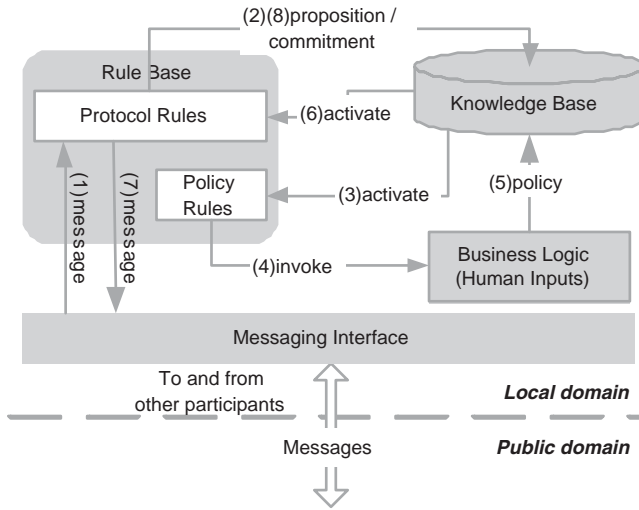 (2)(8)proposition /
commitment
Rule Base
Protocol Rules
Knowledge Base
(6)activate
Policy
Rules
(3)activate
(5)policy
(1)message
(7)message
(4)invoke
Business Logic
(Human Inputs)
Messaging Interface
To and from
other participants
Local domain
Messages
Public domain